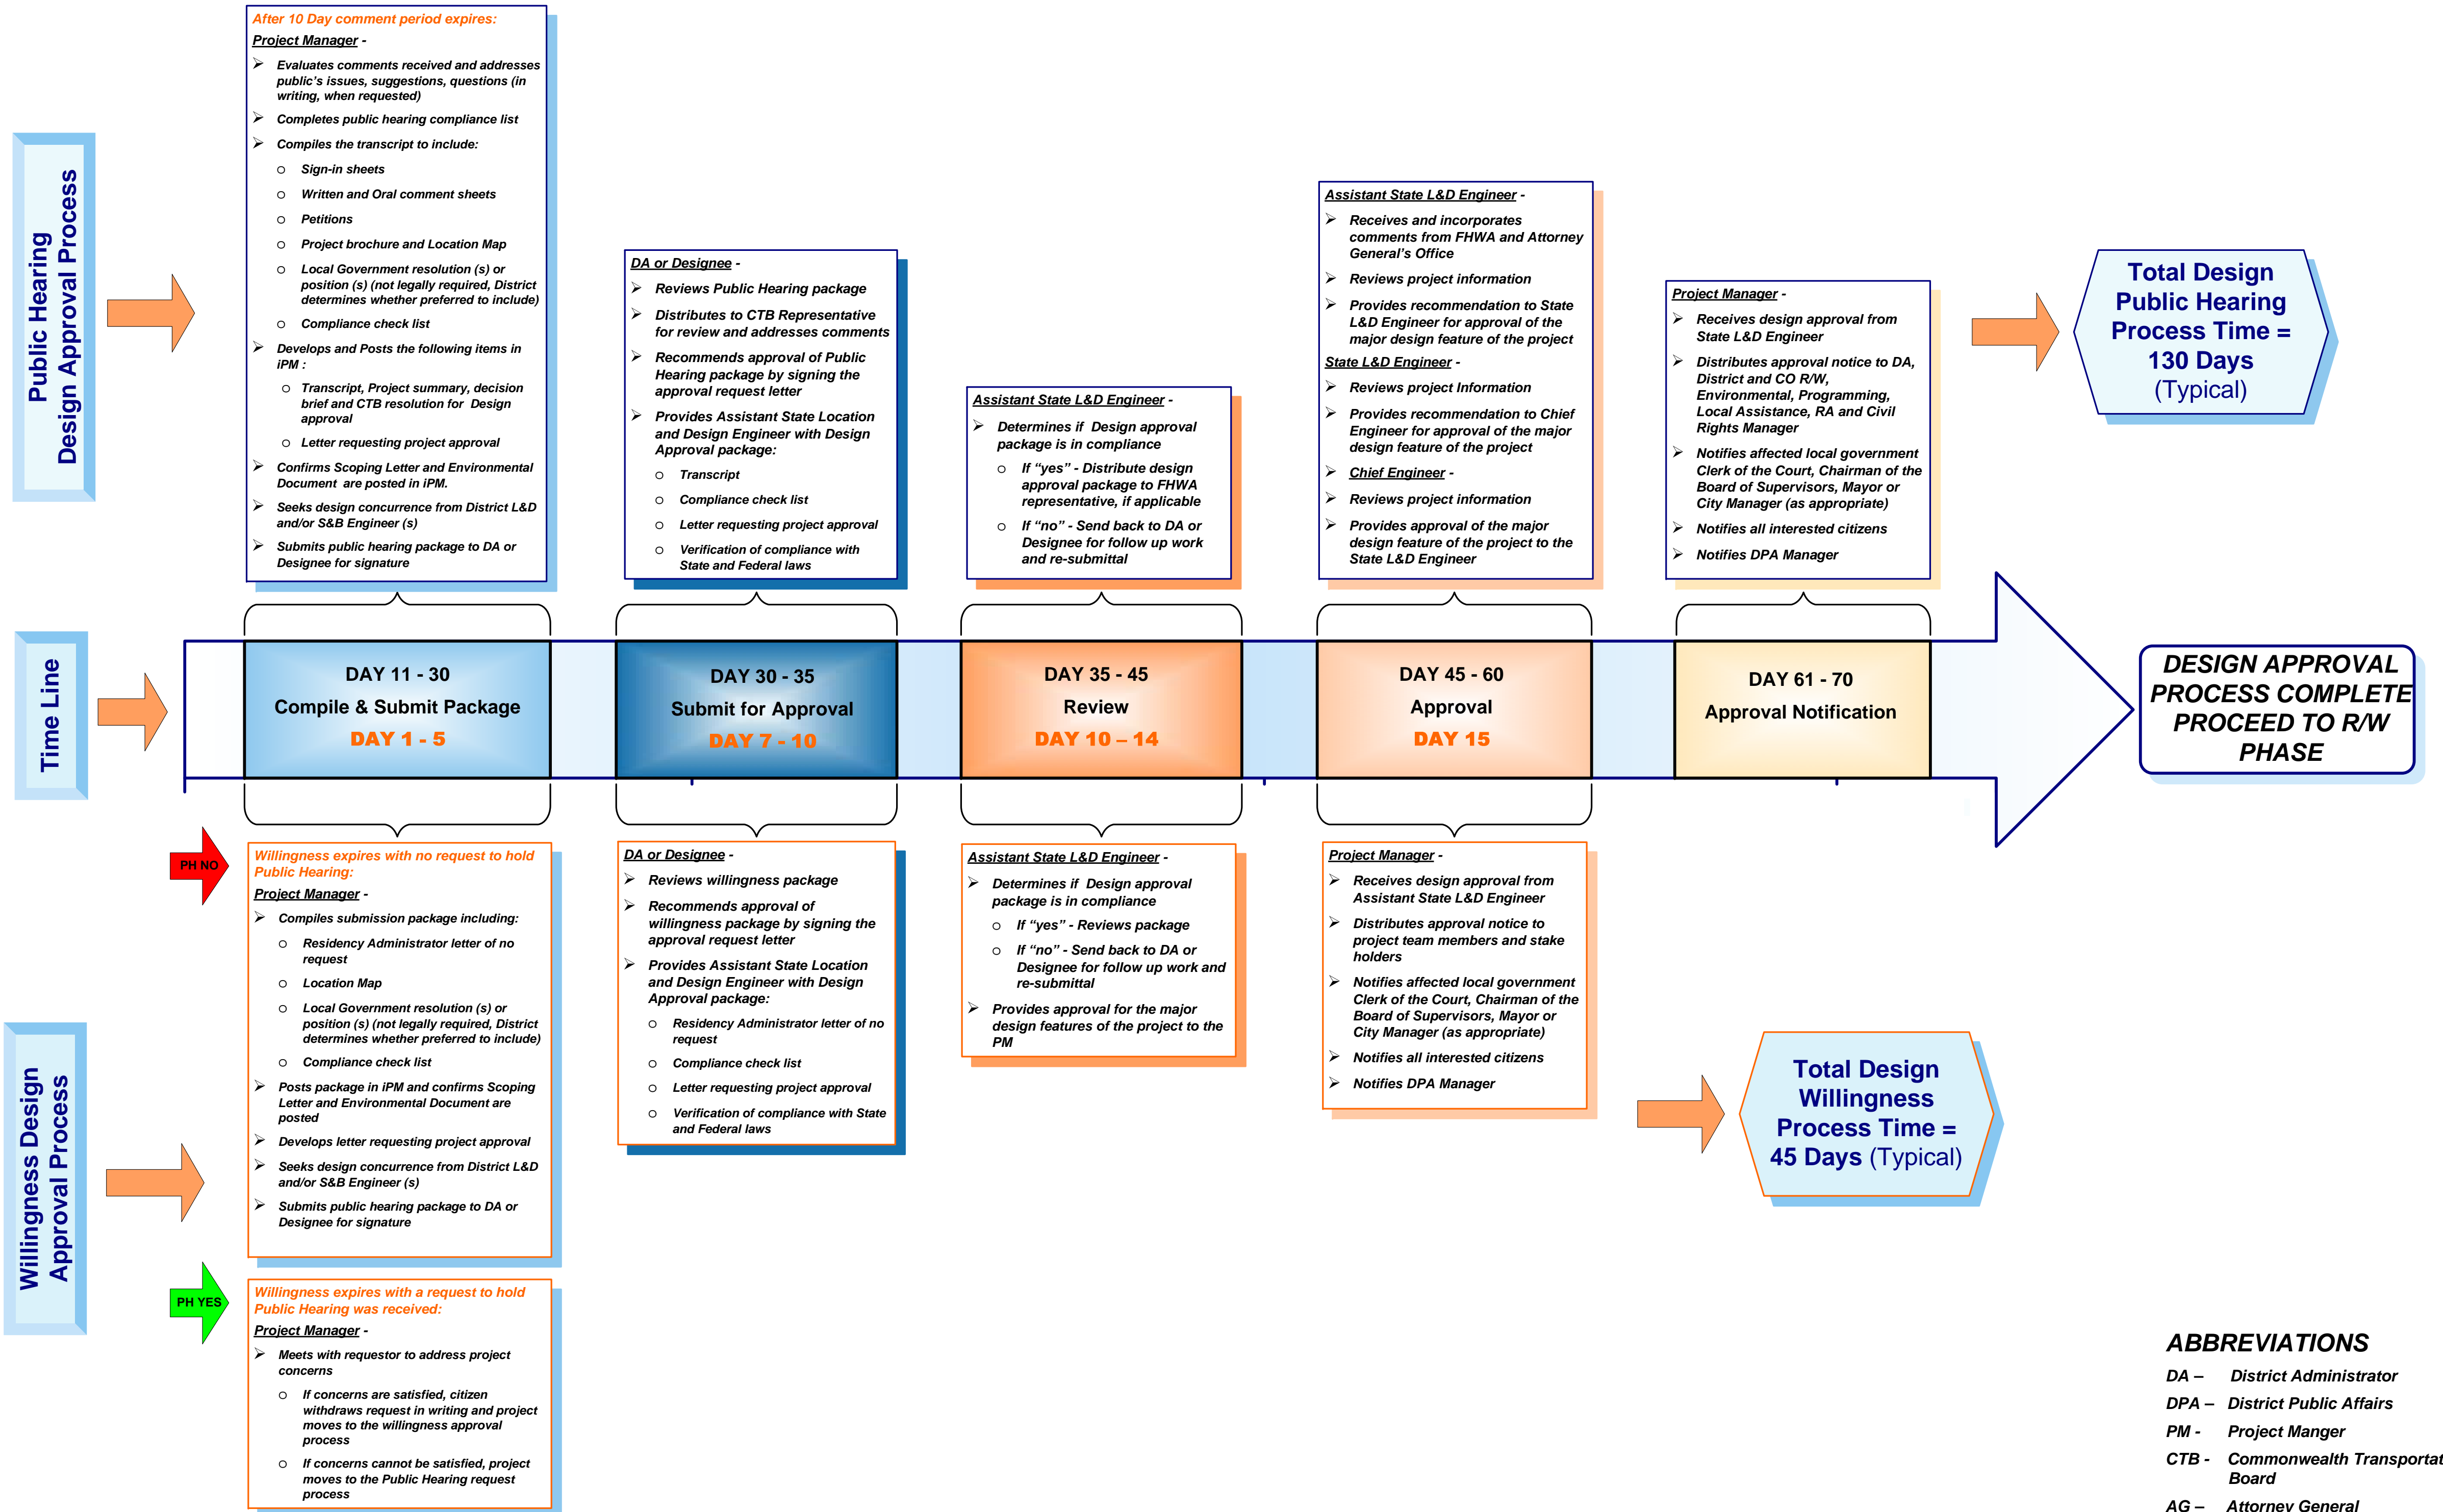 Public Hearing
Design Approval Process
After 10 Day comment period expires:
Project Manager -
➢ Evaluates comments received and addresses
public's issues, suggestions, questions (in
writing, when requested)
➢ Completes public hearing compliance list
➢ Compiles the transcript to include:
o Sign-in sheets
o Written and Oral comment sheets
o Petitions
o Project brochure and Location Map
o Local Government resolution (s) or
position (s) (not legally required, District
determines whether preferred to include)
o Compliance check list
➢ Develops and Posts the following items in
iPM :
o Transcript, Project summary, decision
brief and CTB resolution for Design
approval
o Letter requesting project approval
➢ Confirms Scoping Letter and Environmental
Document are posted in iPM.
➢ Seeks design concurrence from District L&D
and/or S&B Engineer (s)
➢ Submits public hearing package to DA or
Designee for signature
DA or Designee -
➢ Reviews Public Hearing package
➢ Distributes to CTB Representative
for review and addresses comments
➢ Recommends approval of Public
Hearing package by signing the
approval request letter
➢ Provides Assistant State Location
and Design Engineer with Design
Approval package:
o Transcript
o Compliance check list
o Letter requesting project approval
o Verification of compliance with
State and Federal laws
Assistant State L&D Engineer -
➢ Determines if Design approval
package is in compliance
o If “yes” - Distribute design
approval package to FHWA
representative, if applicable
o If “no” - Send back to DA or
Designee for follow up work
and re-submittal
Assistant State L&D Engineer -
➢ Receives and incorporates
comments from FHWA and Attorney
General's Office
➢ Reviews project information
➢ Provides recommendation to State
L&D Engineer for approval of the
major design feature of the project
State L&D Engineer -
➢ Reviews project Information
➢ Provides recommendation to Chief
Engineer for approval of the major
design feature of the project
➢ Chief Engineer -
➢ Reviews project information
➢ Provides approval of the major
design feature of the project to the
State L&D Engineer
Project Manager -
➢ Receives design approval from
State L&D Engineer
➢ Distributes approval notice to DA,
District and CO R/W,
Environmental, Programming,
Local Assistance, RA and Civil
Rights Manager
➢ Notifies affected local government
Clerk of the Court, Chairman of the
Board of Supervisors, Mayor or
City Manager (as appropriate)
➢ Notifies all interested citizens
➢ Notifies DPA Manager
Total Design
Public Hearing
Process Time =
130 Days
(Typical)
Time Line
DAY 11 - 30
Compile & Submit Package
DAY 1 - 5
DAY 30 - 35
Submit for Approval
DAY 7 - 10
DAY 35 - 45
Review
DAY 10 – 14
DAY 45 - 60
Approval
DAY 15
DAY 61 - 70
Approval Notification
DESIGN APPROVAL
PROCESS COMPLETE
PROCEED TO R/W
PHASE
Willingness Design
Approval Process
PH NO
Willingness expires with no request to hold
Public Hearing:
Project Manager -
➢ Compiles submission package including:
o Residency Administrator letter of no
request
o Location Map
o Local Government resolution (s) or
position (s) (not legally required, District
determines whether preferred to include)
o Compliance check list
➢ Posts package in iPM and confirms Scoping
Letter and Environmental Document are
posted
➢ Develops letter requesting project approval
➢ Seeks design concurrence from District L&D
and/or S&B Engineer (s)
➢ Submits public hearing package to DA or
Designee for signature
DA or Designee -
➢ Reviews willingness package
➢ Recommends approval of
willingness package by signing the
approval request letter
➢ Provides Assistant State Location
and Design Engineer with Design
Approval package:
o Residency Administrator letter of no
request
o Compliance check list
o Letter requesting project approval
o Verification of compliance with State
and Federal laws
Assistant State L&D Engineer -
➢ Determines if Design approval
package is in compliance
o If “yes” - Reviews package
o If “no” - Send back to DA or
Designee for follow up work and
re-submittal
➢ Provides approval for the major
design features of the project to the
PM
Project Manager -
➢ Receives design approval from
Assistant State L&D Engineer
➢ Distributes approval notice to
project team members and stake
holders
➢ Notifies affected local government
Clerk of the Court, Chairman of the
Board of Supervisors, Mayor or
City Manager (as appropriate)
➢ Notifies all interested citizens
➢ Notifies DPA Manager
Total Design
Willingness
Process Time =
45 Days (Typical)
PH YES
Willingness expires with a request to hold
Public Hearing was received:
Project Manager -
➢ Meets with requestor to address project
concerns
o If concerns are satisfied, citizen
withdraws request in writing and project
moves to the willingness approval
process
o If concerns cannot be satisfied, project
moves to the Public Hearing request
process
ABBREVIATIONS
DA – District Administrator
DPA – District Public Affairs
PM - Project Manger
CTB - Commonwealth Transportat
Board
AG – Attorney General